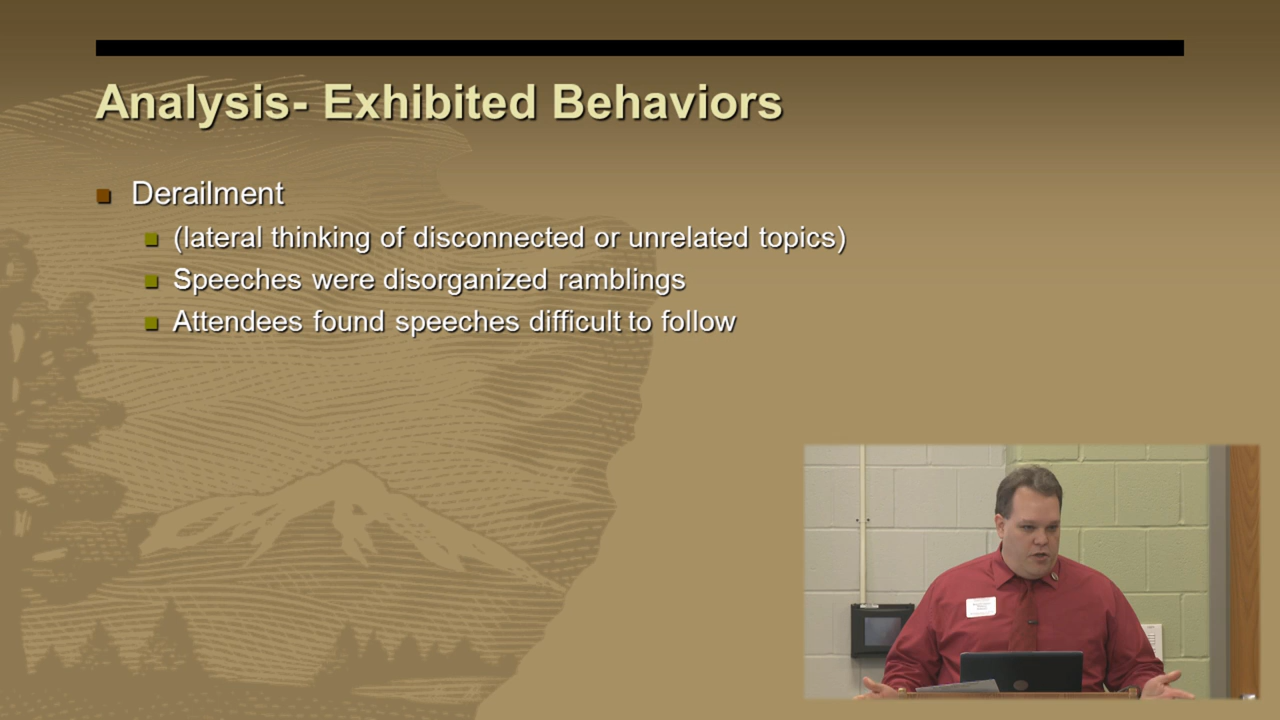 Analysis- Exhibited Behaviors
Derailment
(lateral thinking of disconnected or unrelated topics)
Speeches were disorganized ramblings
Attendees found speeches difficult to follow